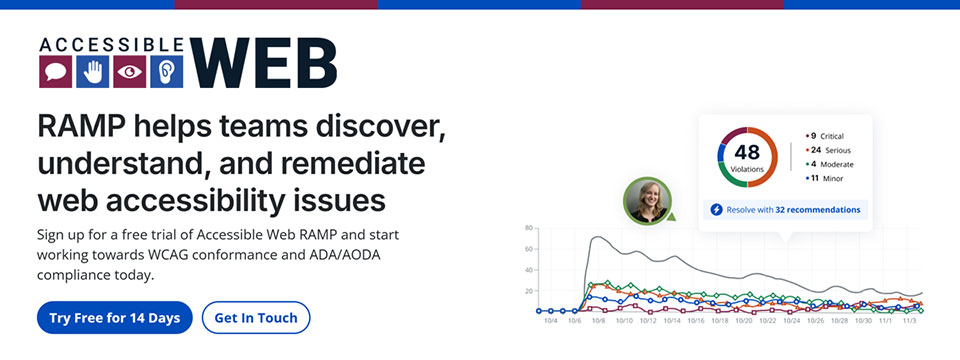 ACCESSIBLE WEB
RAMP helps teams discover,
understand, and remediate
web accessibility issues
Sign up for a free trial of Accessible Web RAMP and start
working towards WCAG conformance and ADA/AODA
compliance today.
Try Free for 14 Days
Get In Touch
48
Violations
9 Critical
24 Serious
4 Moderate
11 Minor
Resolve with 32 recommendations
80
60
40
20
10/4 10/6 10/8 10/10 10/12 10/14 10/16 10/18 10/20 10/22 10/24 10/26 10/28 10/30 11/1 11/3